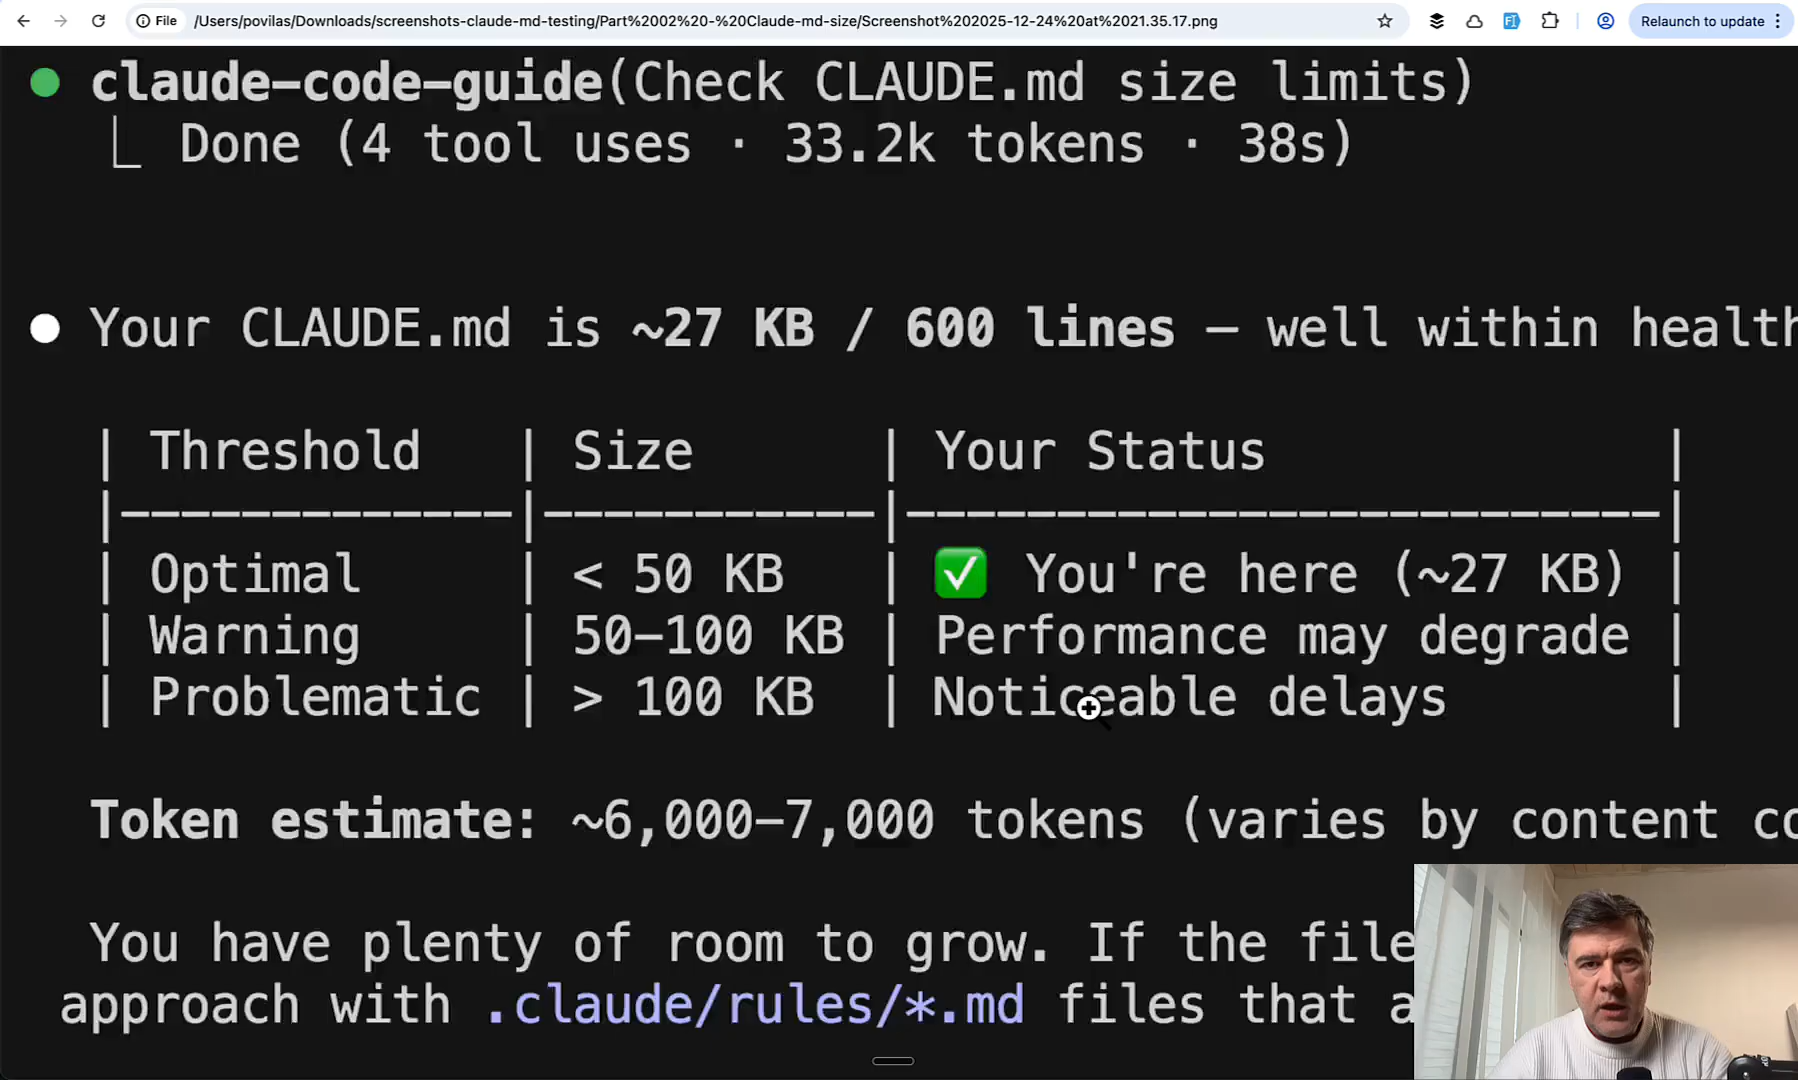 File
/Users/povilas/Downloads/screenshots-claude-md-testing/Part%2002%20-%20Claude-md-size/Screenshot%202025-12-24%20at%2021.35.17.png
Relaunch to update
claude-code-guide(Check CLAUDE.md size limits)
Done (4 tool uses · 33.2k tokens · 38s)
Your CLAUDE.md is ~27 KB / 600 lines — well within health
| Threshold | Size | Your Status |
|-------------|-----------|-------------------------|
| Optimal | < 50 KB | ✅ You're here (~27 KB) |
| Warning | 50-100 KB | Performance may degrade |
| Problematic | > 100 KB | Noticeable delays |
Token estimate: ~6,000-7,000 tokens (varies by content co
You have plenty of room to grow. If the file
approach with .claude/rules/*.md files that a